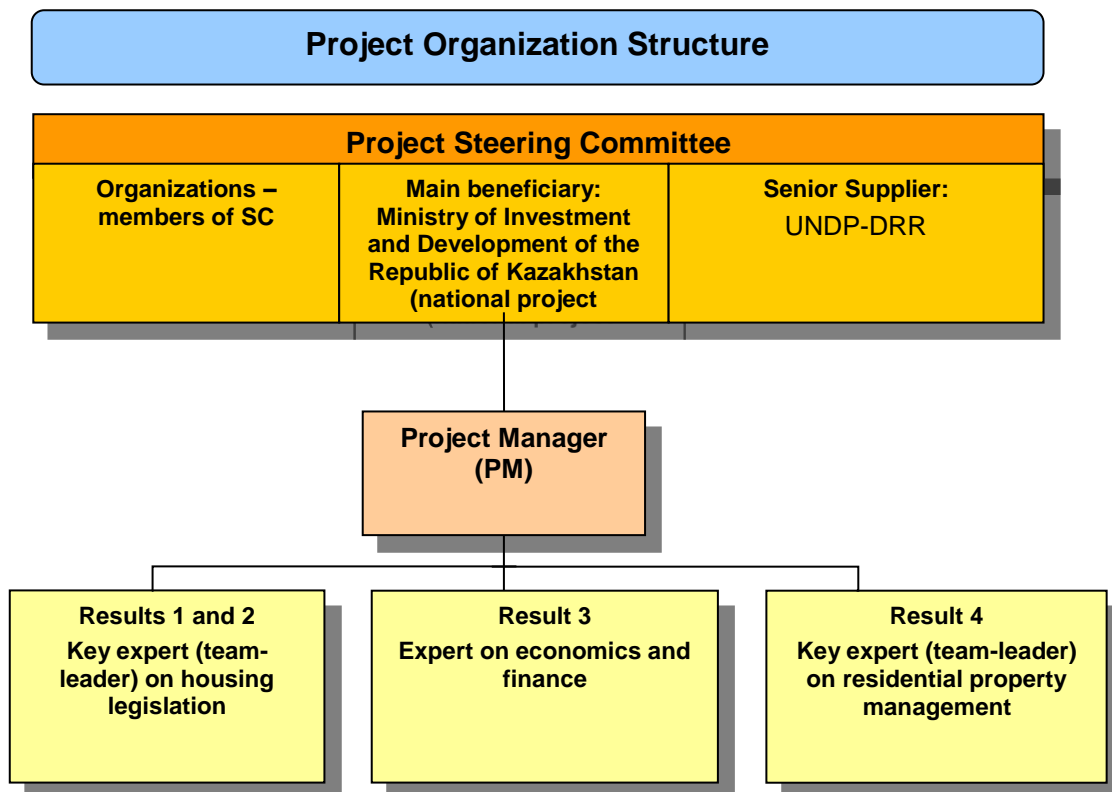 Project Organization Structure
Project Steering Committee
Organizations –
members of SC
Main beneficiary:
Ministry of Investment
and Development of the
Republic of Kazakhstan
(national project
Senior Supplier:
UNDP-DRR
Project Manager
(PM)
Results 1 and 2
Key expert (team-
leader) on housing
legislation
Result 3
Expert on economics and
finance
Result 4
Key expert (team-leader)
on residential property
management